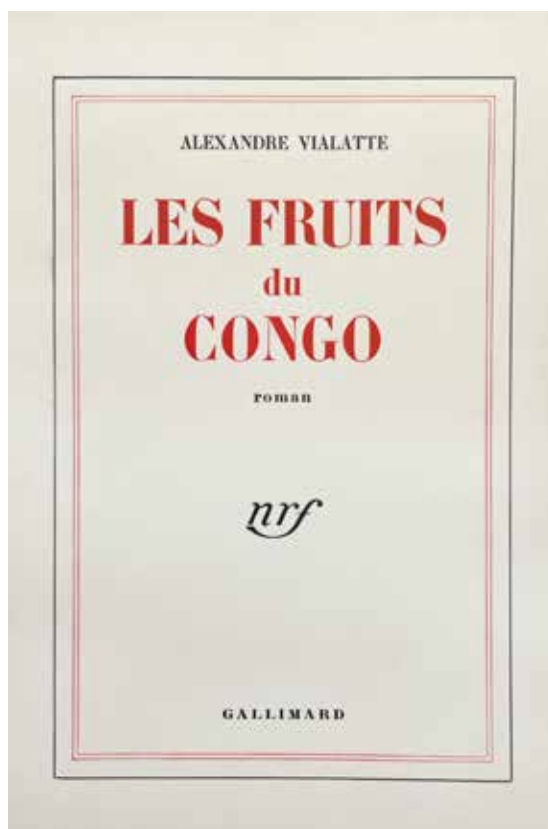 ALEXANDRE VIALATTE
LES FRUITS
du
CONGO
roman
nrf
GALLIMARD